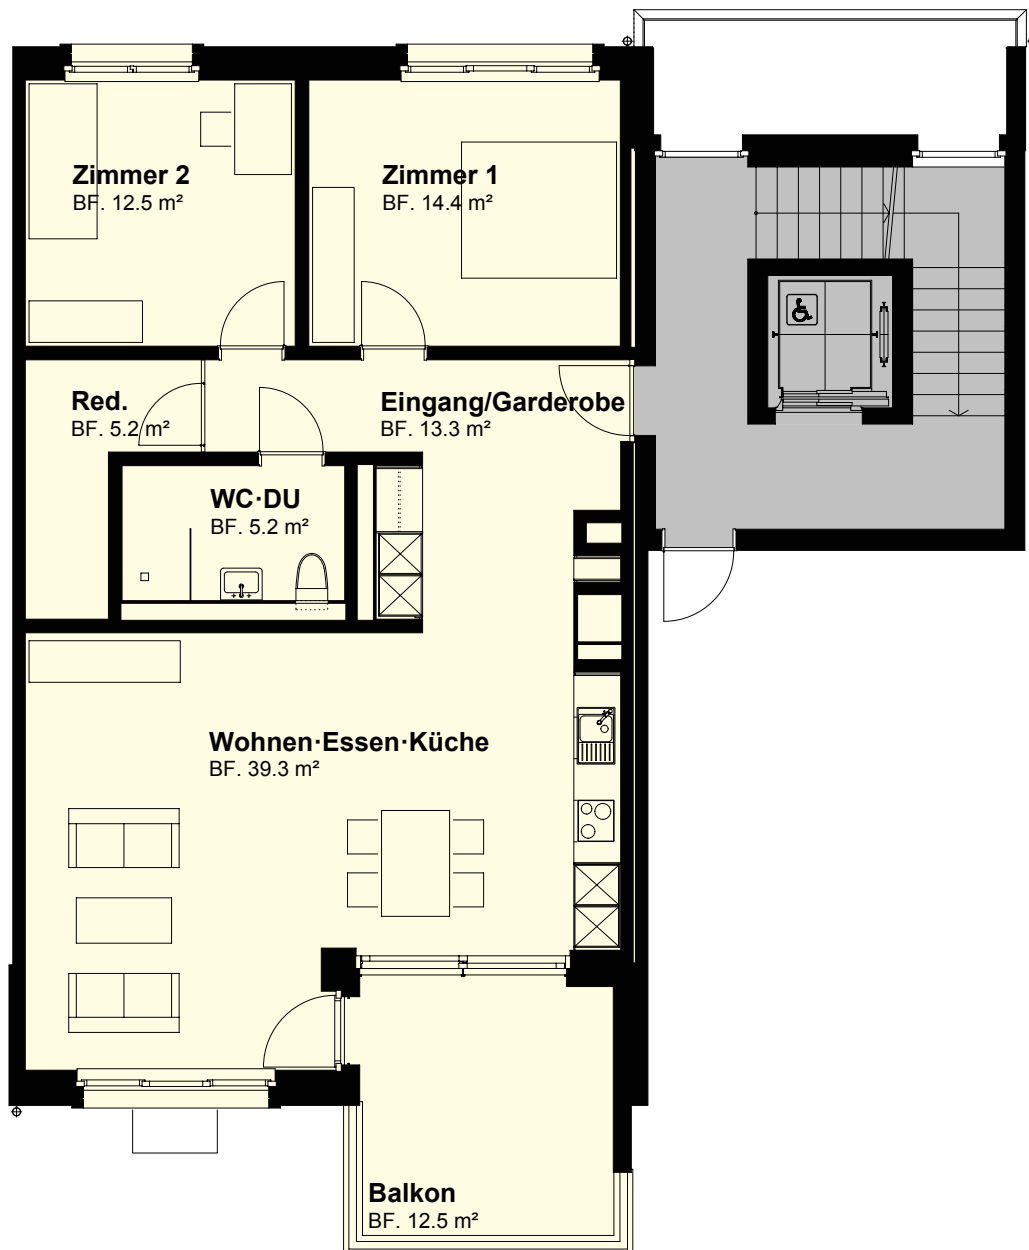 Zimmer 2
BF. 12.5 m²
Zimmer 1
BF. 14.4 m²
Red.
BF. 5.2 m²
Eingang/Garderobe
BF. 13.3 m²
WC·DU
BF. 5.2 m²
Wohnen·Essen·Küche
BF. 39.3 m²
Balkon
BF. 12.5 m²